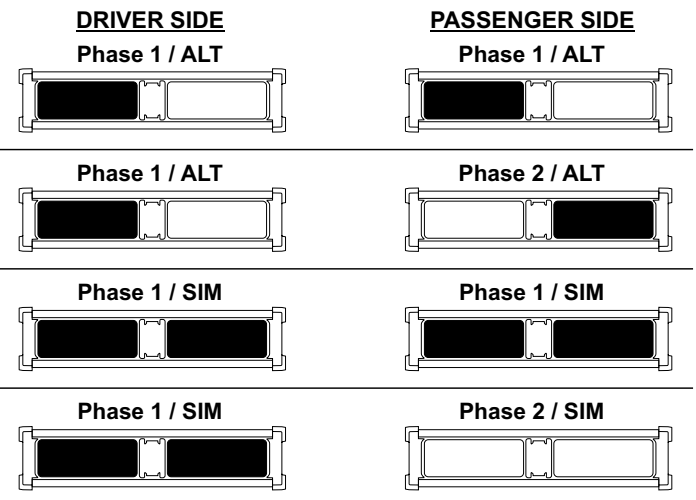 DRIVER SIDE PASSENGER SIDE
Phase 1 / ALT Phase 1 / ALT
Phase 1 / ALT Phase 2 / ALT
Phase 1 / SIM Phase 1 / SIM
Phase 1 / SIM Phase 2 / SIM